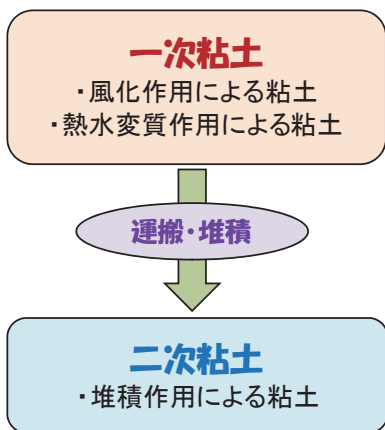 一次粘土
・風化作用による粘土
・熱水変質作用による粘土
運搬・堆積
二次粘土
・堆積作用による粘土